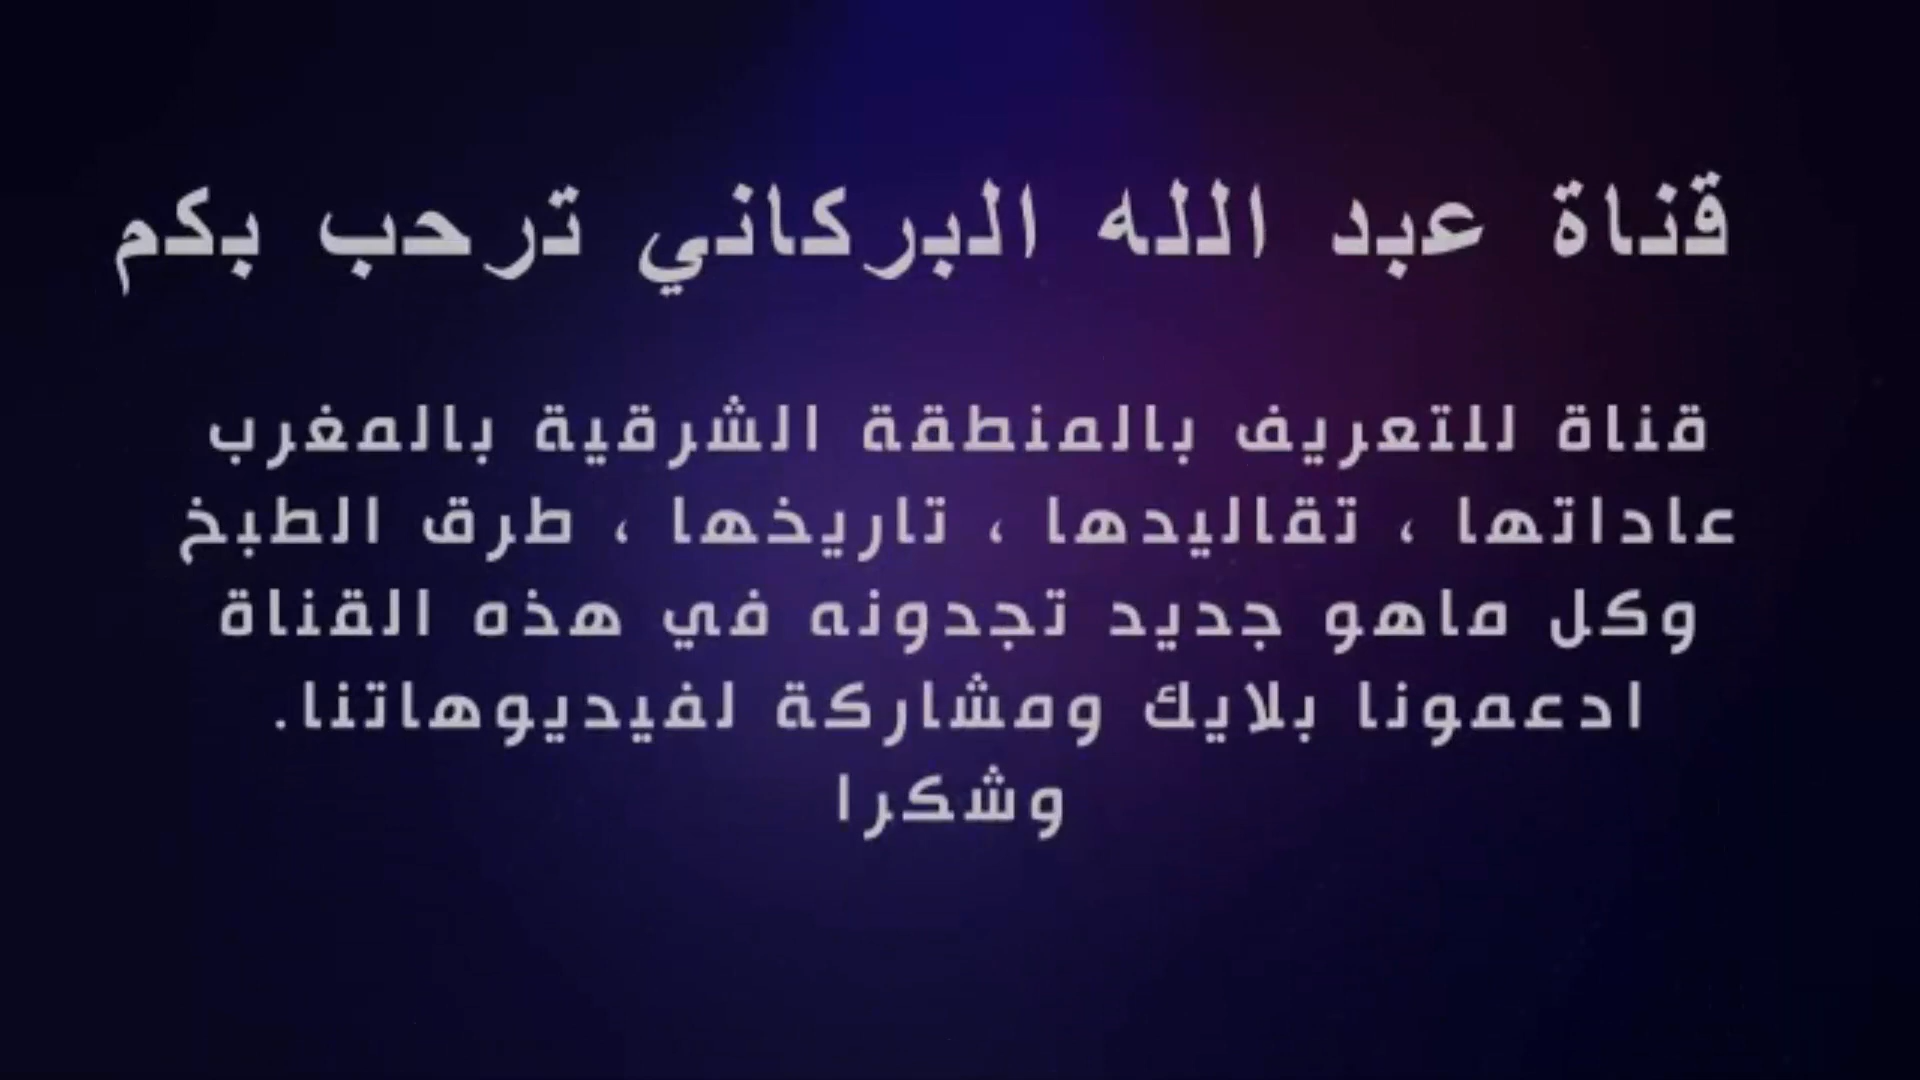 قناة عبد الله البركاني ترحب بكم
قناة للتعريف بالمنطقة الشرقية بالمغرب
عاداتها ، تقاليدها ، تاريخها ، طرق الطبخ
وكل ماهو جديد تجدونه في هذه القناة
ادعمونا بلايك ومشاركة لفيديوهاتنا.
وشكرا